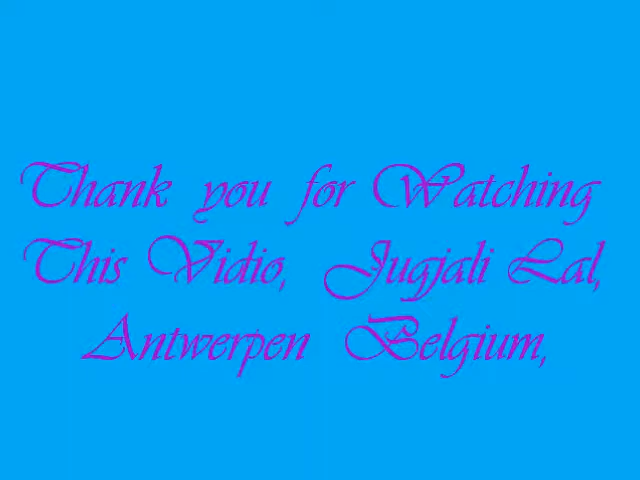 Thank you for Watching
This Vidio, Jugjali Lal,
Antwerpen Belgium,